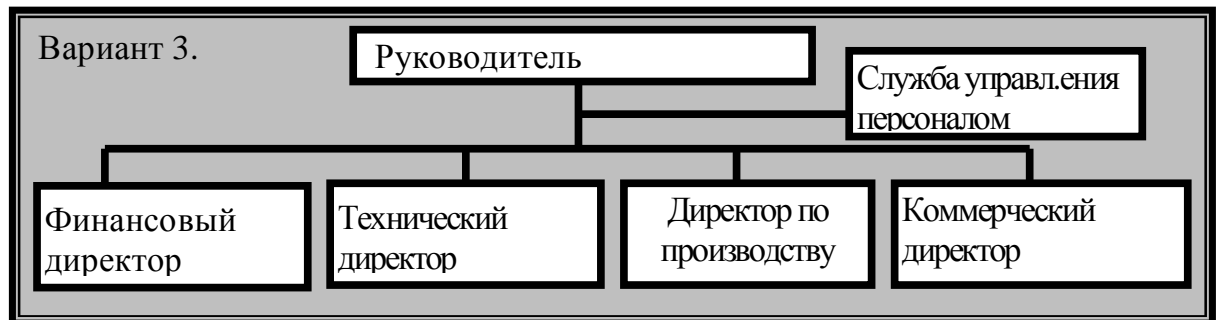 Вариант 3.
Руководитель
Служба управл.ения
персоналом
Финансовый
директор
Технический
директор
Директор по
производству
Коммерческий
директор